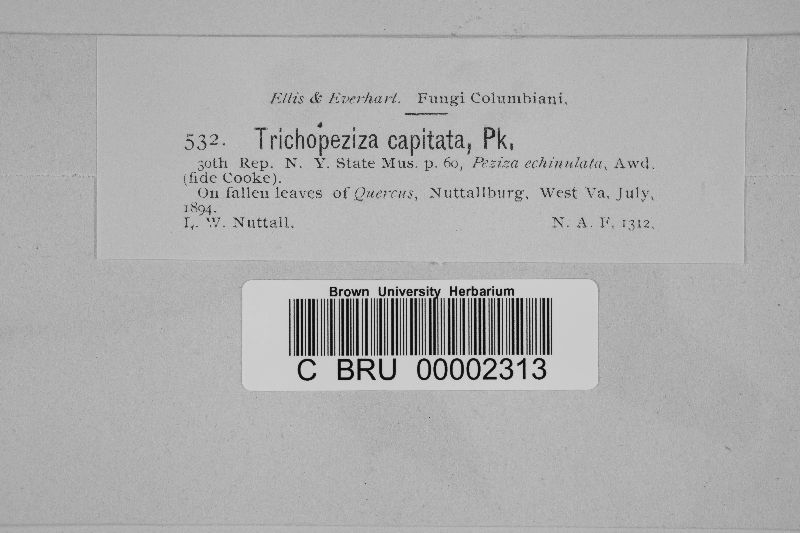 Ellis & Everhart. Fungi Columbiani.
532. Trichopeziza capitata, Pk.
30th Rep. N. Y. State Mus. p. 60, Peziza echinulata, Awd.
(fide Cooke).
On fallen leaves of Quercus, Nuttallburg, West Va. July,
1894.
L. W. Nuttall. N. A. F. 1312.
Brown University Herbarium
C BRU 00002313